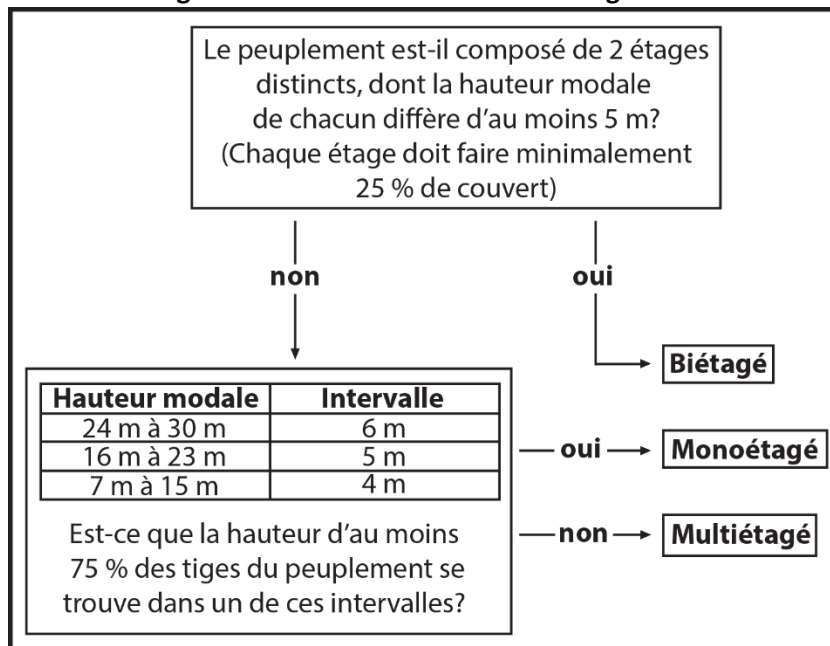 Le peuplement est-il composé de 2 étages
distincts, dont la hauteur modale
de chacun diffère d'au moins 5 m?
(Chaque étage doit faire minimalement
25 % de couvert)
non
oui
Biétagé
Hauteur modale Intervalle
24 m à 30 m 6 m
16 m à 23 m 5 m
7 m à 15 m 4 m
Est-ce que la hauteur d'au moins
75 % des tiges du peuplement se
trouve dans un de ces intervalles?
oui Monoétagé
non Multiétagé